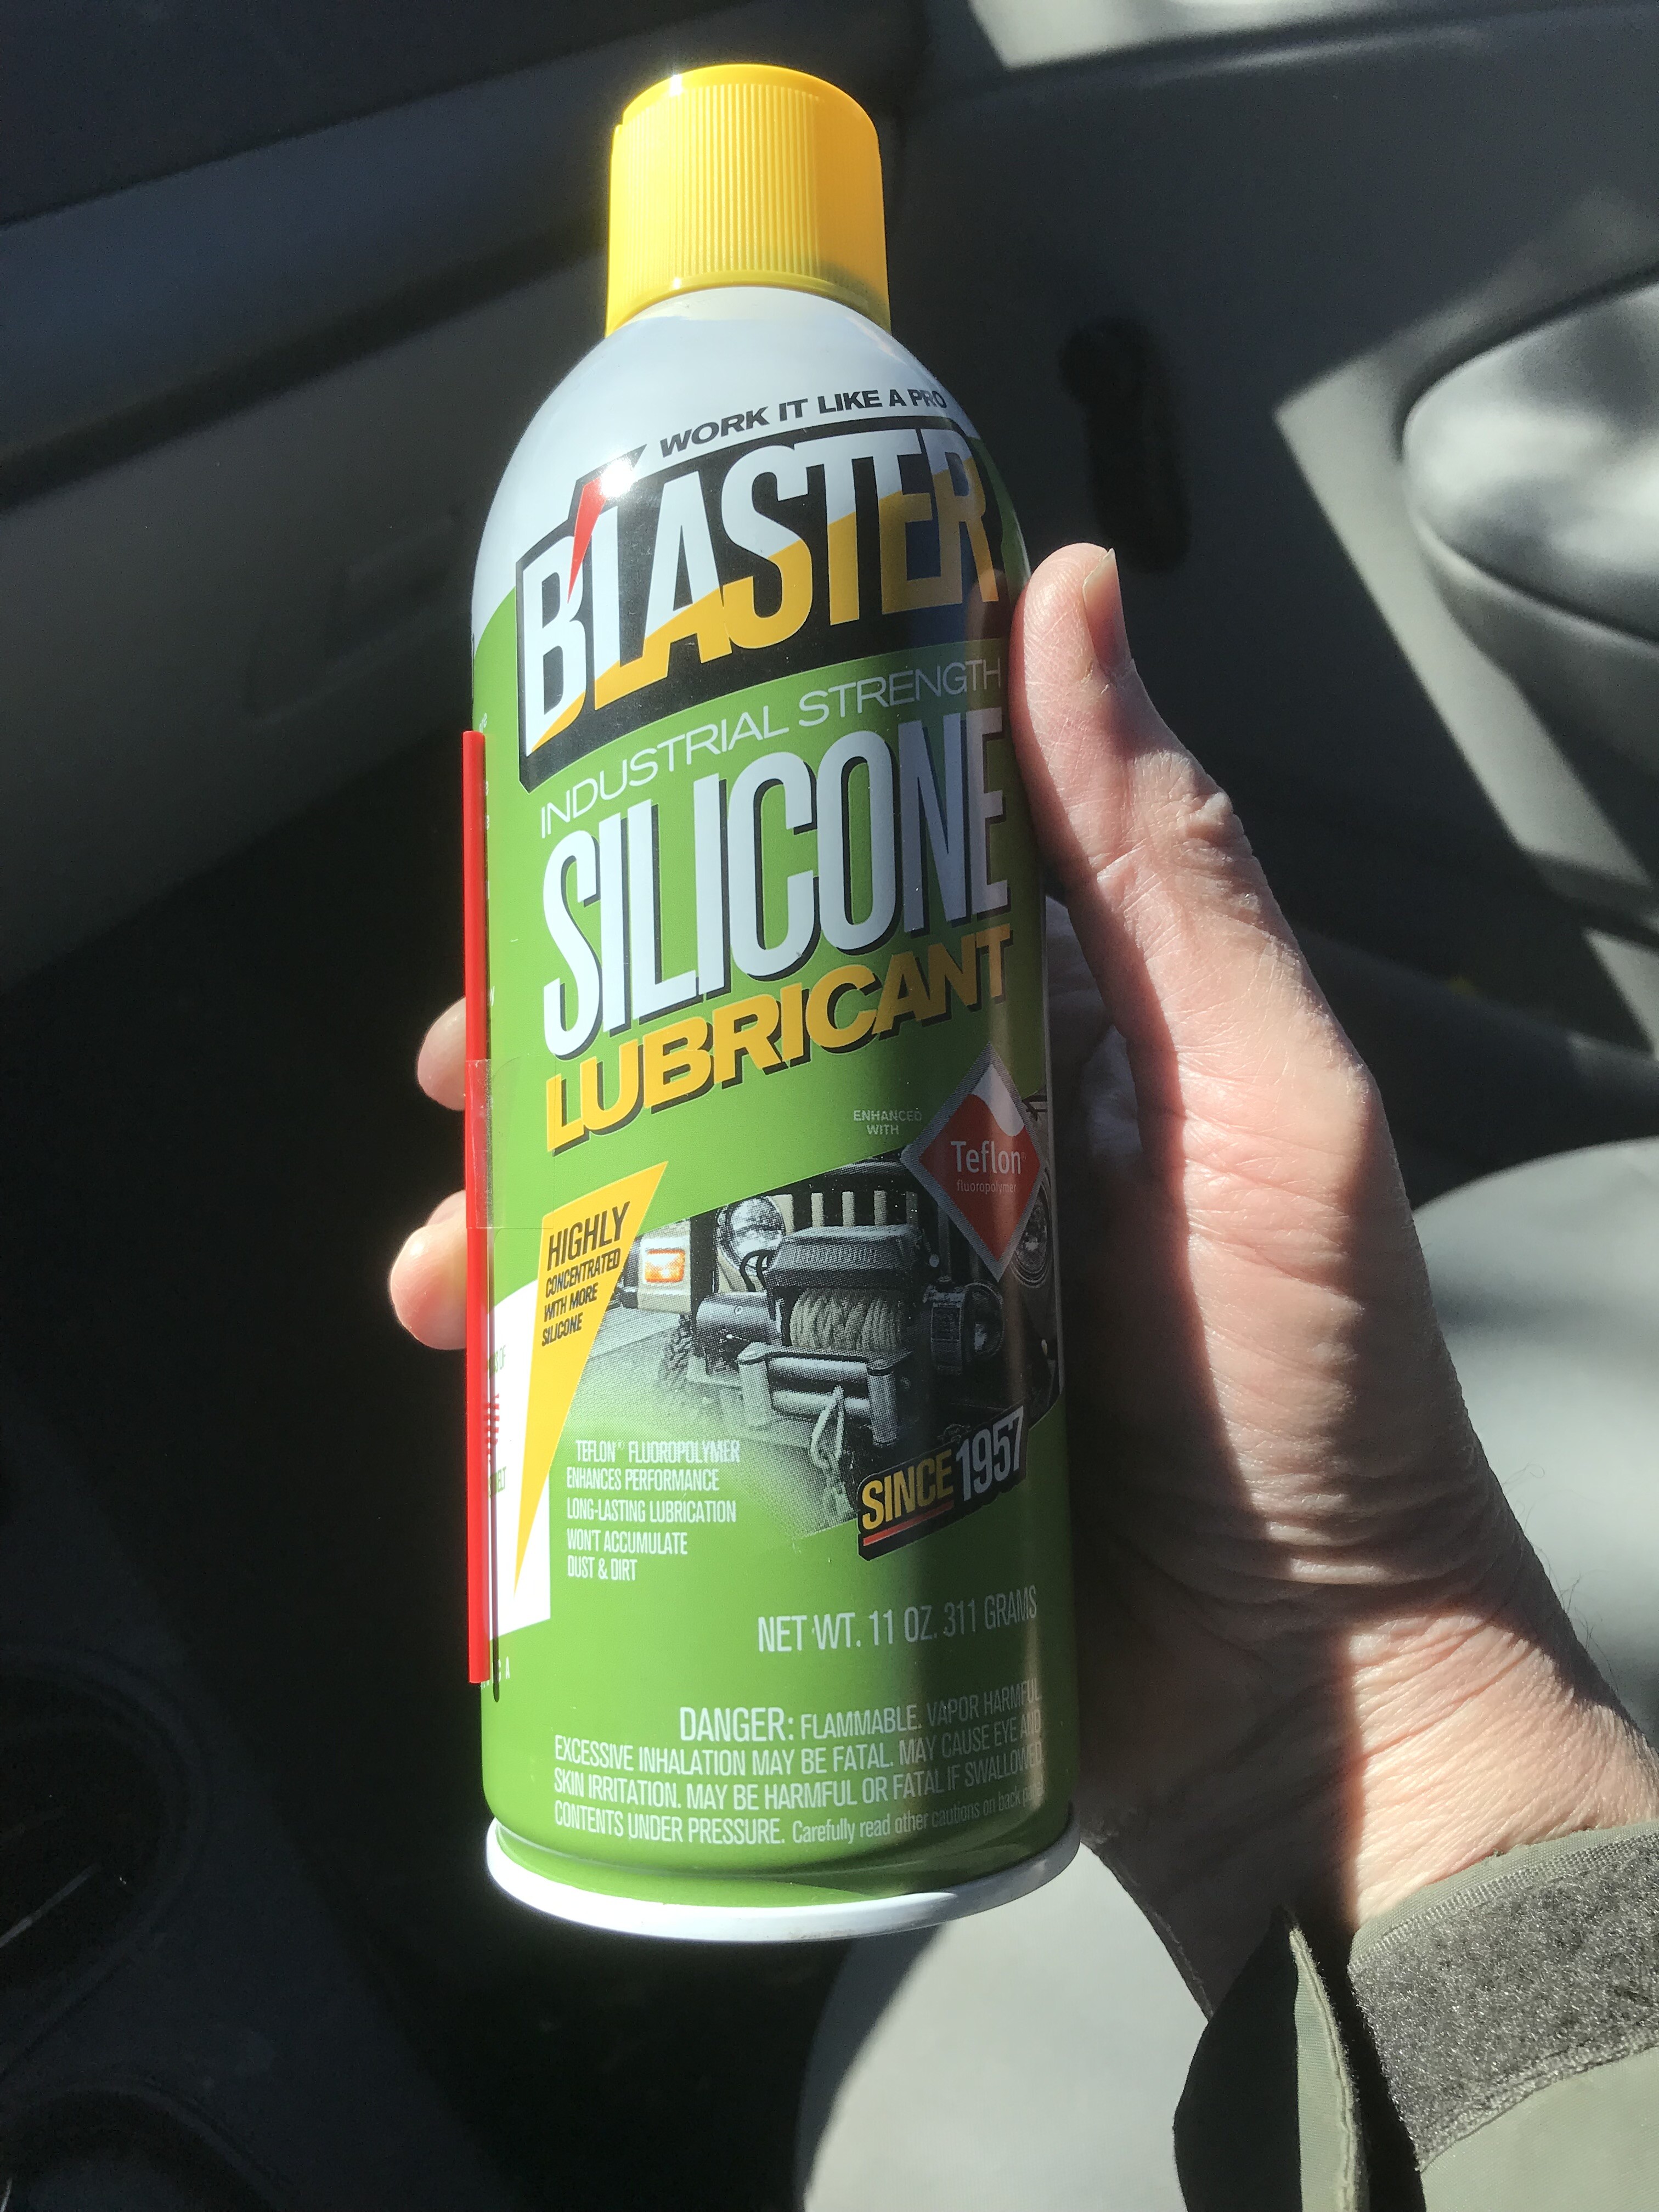 WORK IT LIKE A PRO
B'LASTER
INDUSTRIAL STRENGTH
SILICONE
LUBRICANT
ENHANCED
WITH
Teflon®
fluoropolymer
HIGHLY
CONCENTRATED
WITH MORE
SILICONE
TEFLON® FLUOROPOLYMER
ENHANCES PERFORMANCE
LONG-LASTING LUBRICATION
WON'T ACCUMULATE
DUST & DIRT
SINCE 1957
NET WT. 11 OZ. 311 GRAMS
DANGER: FLAMMABLE. VAPOR HARMFUL.
EXCESSIVE INHALATION MAY BE FATAL. MAY CAUSE EYE AND
SKIN IRRITATION. MAY BE HARMFUL OR FATAL IF SWALLOWED.
CONTENTS UNDER PRESSURE. Carefully read other cautions on back